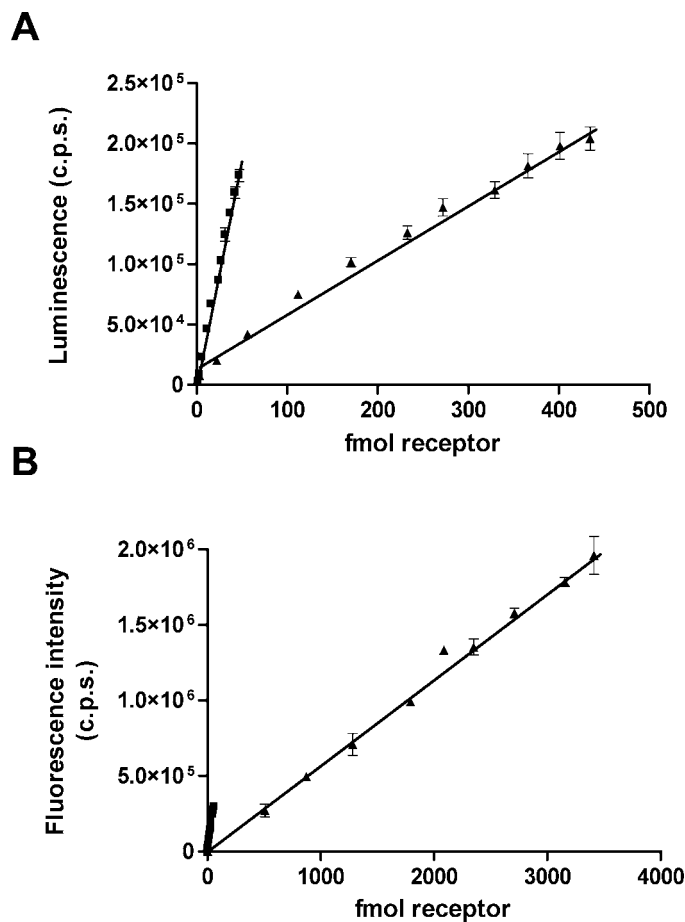 A
Luminescence (c.p.s.)
2.5×10⁵
2.0×10⁵
1.5×10⁵
1.0×10⁵
5.0×10⁴
0
0 100 200 300 400 500
fmol receptor
B
Fluorescence intensity
(c.p.s.)
2.0×10⁶
1.5×10⁶
1.0×10⁶
5.0×10⁵
0
0 1000 2000 3000 4000
fmol receptor